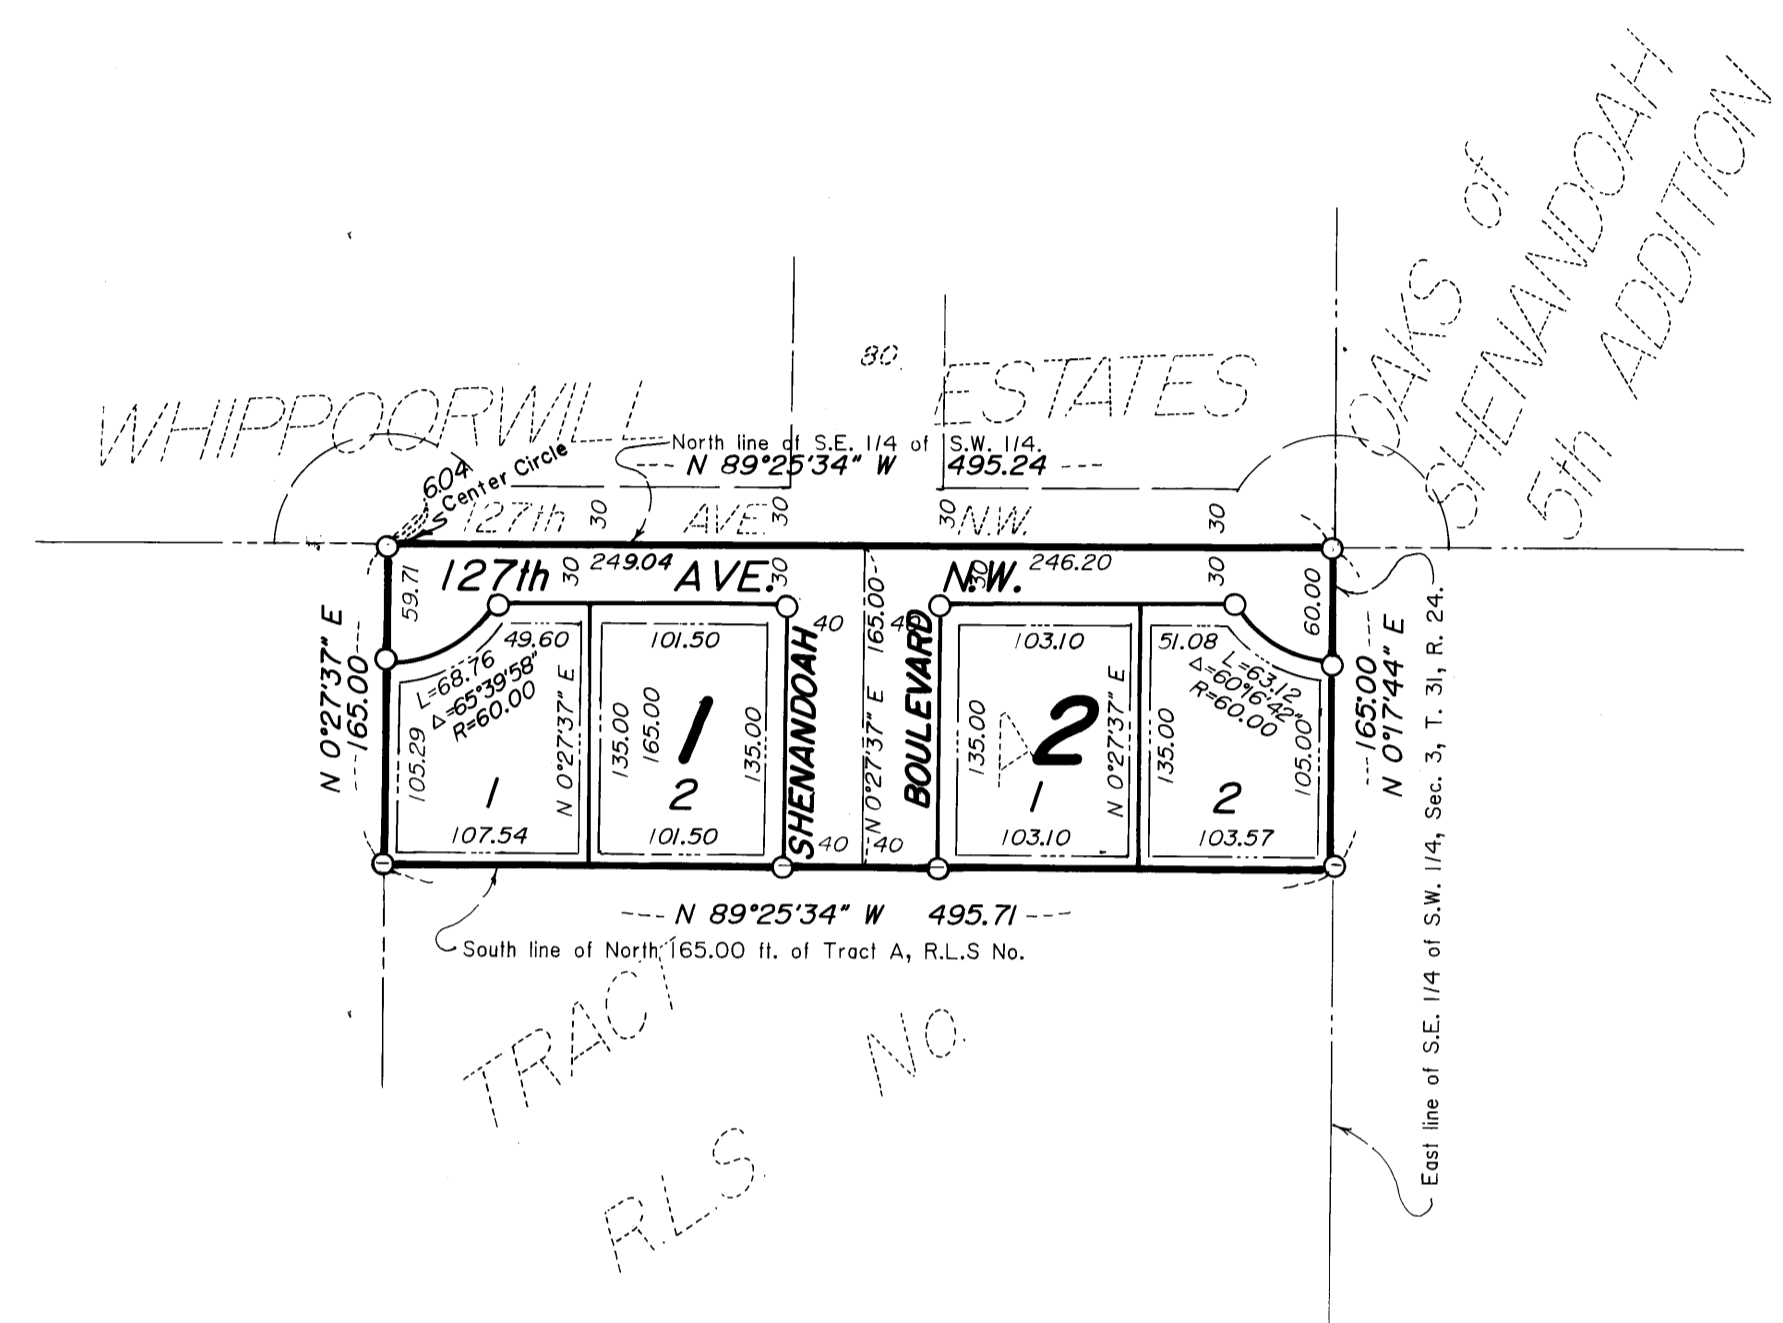 OAKS of
SHENANDOAH
5th ADDITION
WHIPPOORWILL ESTATES
80
North line of S.E. 1/4 of S.W. 1/4.
N 89°25'34" W 495.24
6.04
Center Circle
127th AVE. N.W.
30
30
30
30
249.04
246.20
127th AVE. N.W.
30
30
30
30
59.71
60.00
N 0°27'37" E
165.00
49.60
L=68.76
Δ=65°39'58"
R=60.00
105.29
N 0°27'37" E
1
107.54
101.50
135.00
165.00
1
135.00
2
101.50
SHENANDOAH
BOULEVARD
40
40
165.00
N 0°27'37" E
40
40
103.10
135.00
2
N 0°27'37" E
1
103.10
51.08
L=63.12
Δ=60°16'42"
R=60.00
135.00
105.00
2
103.57
165.00
N 0°17'44" E
East line of S.E. 1/4 of S.W. 1/4, Sec. 3, T. 31, R. 24.
N 89°25'34" W 495.71
South line of North 165.00 ft. of Tract A, R.L.S No.
TRACT A
R.L.S. No.